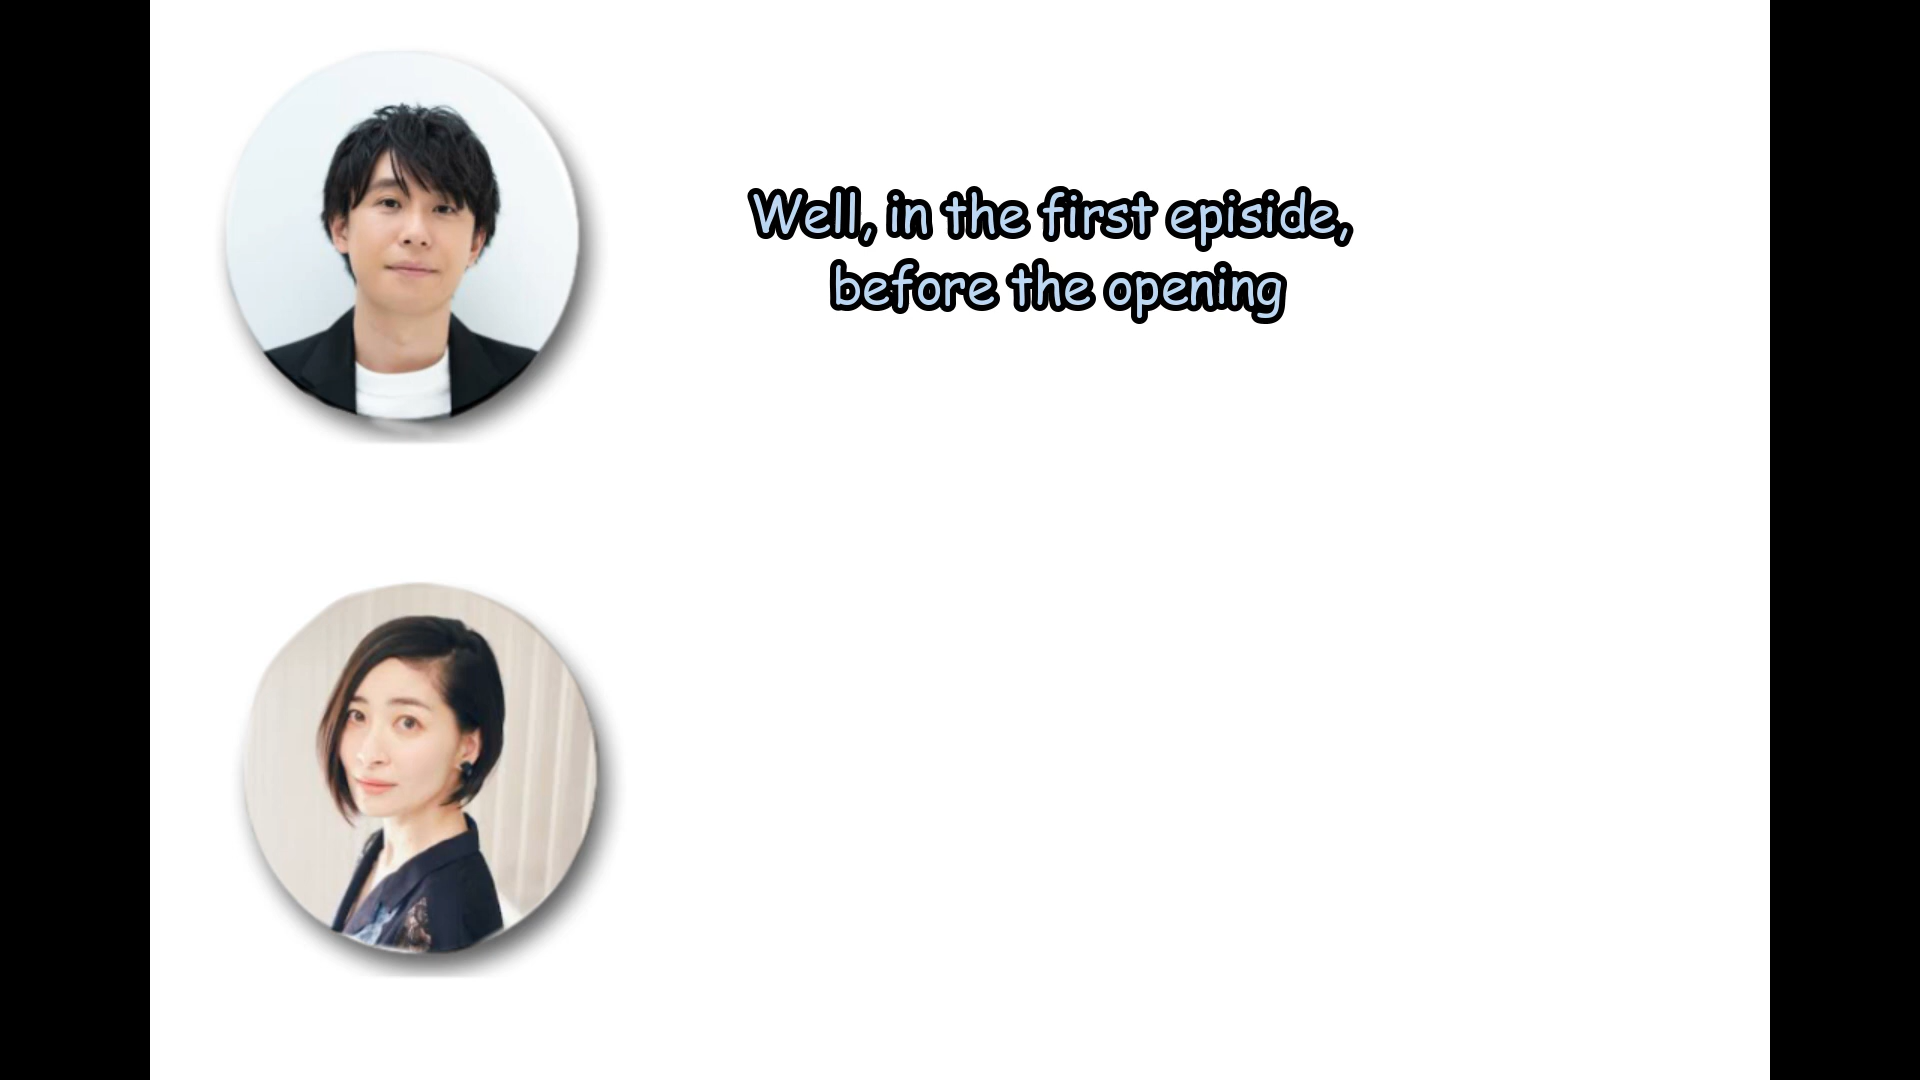 Well, in the first episide,
before the opening